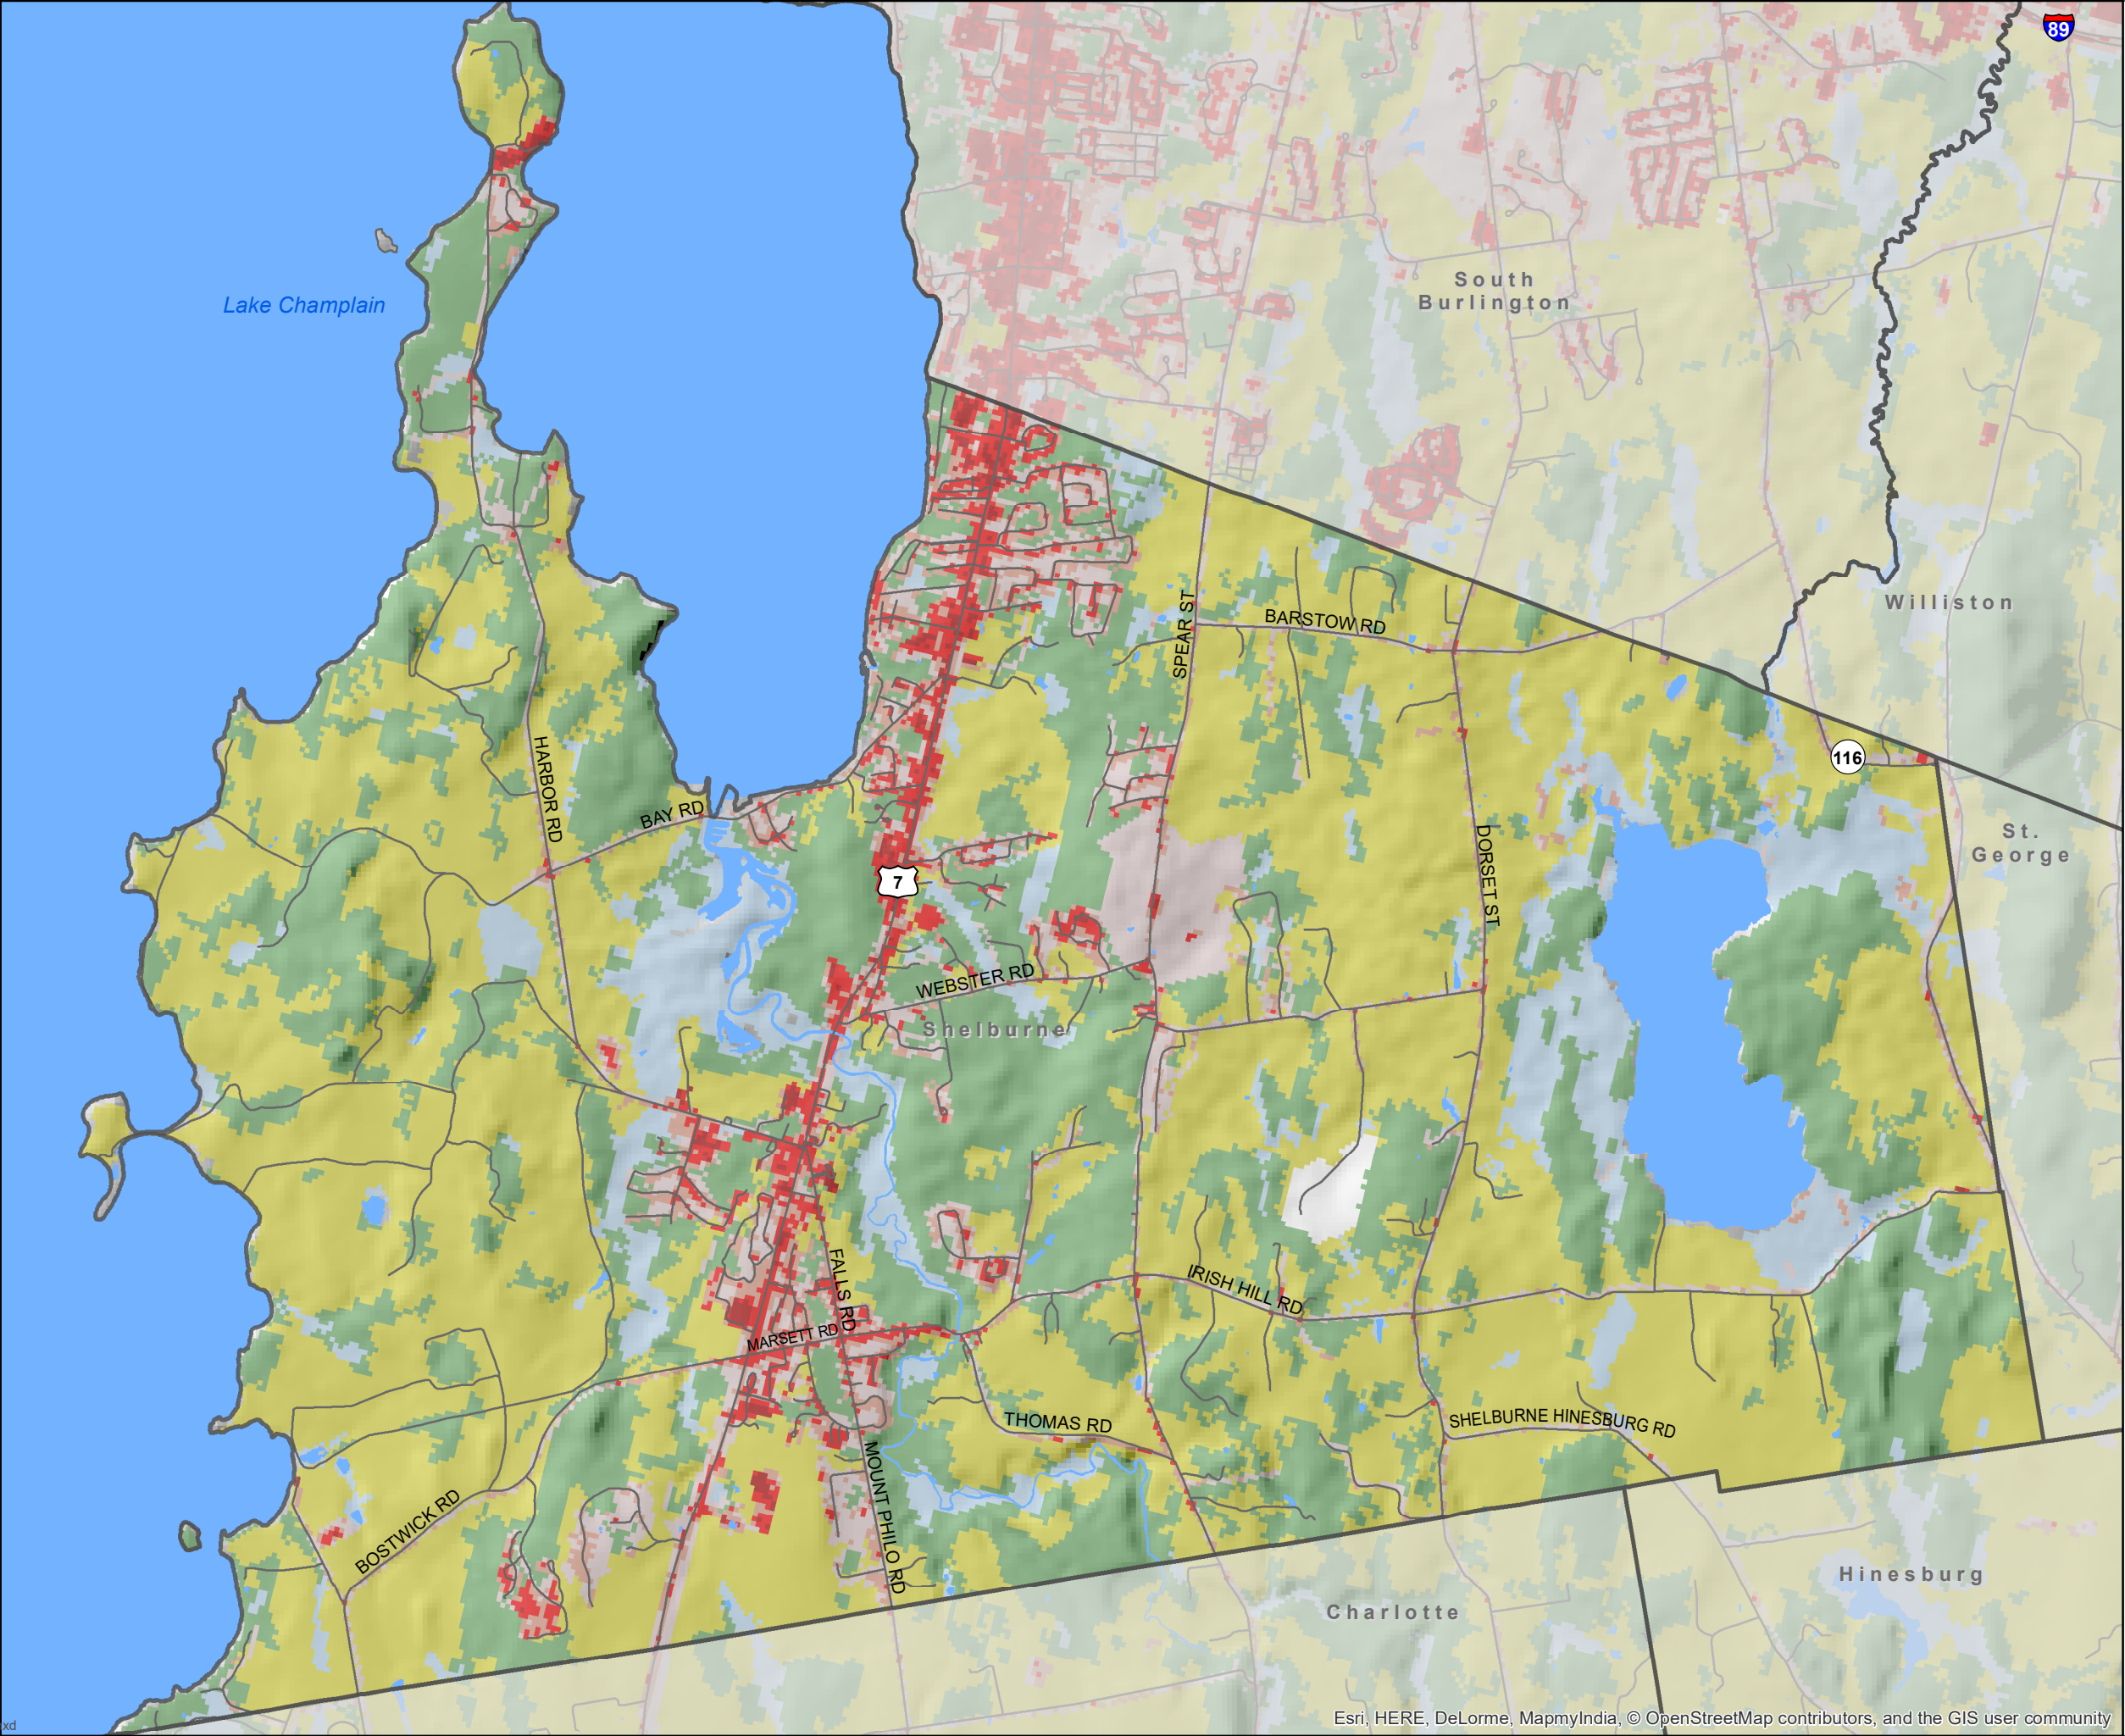 89
Lake Champlain
South
Burlington
Williston
SPEAR ST
BARSTOW RD
HARBOR RD
116
BAY RD
DORSET ST
St.
George
7
WEBSTER RD
Shelburne
FALLS RD
IRISH HILL RD
MARSETT RD
THOMAS RD
SHELBURNE HINESBURG RD
MOUNT PHILO RD
BOSTWICK RD
Hinesburg
Charlotte
xd
Esri, HERE, DeLorme, MapmyIndia, © OpenStreetMap contributors, and the GIS user community